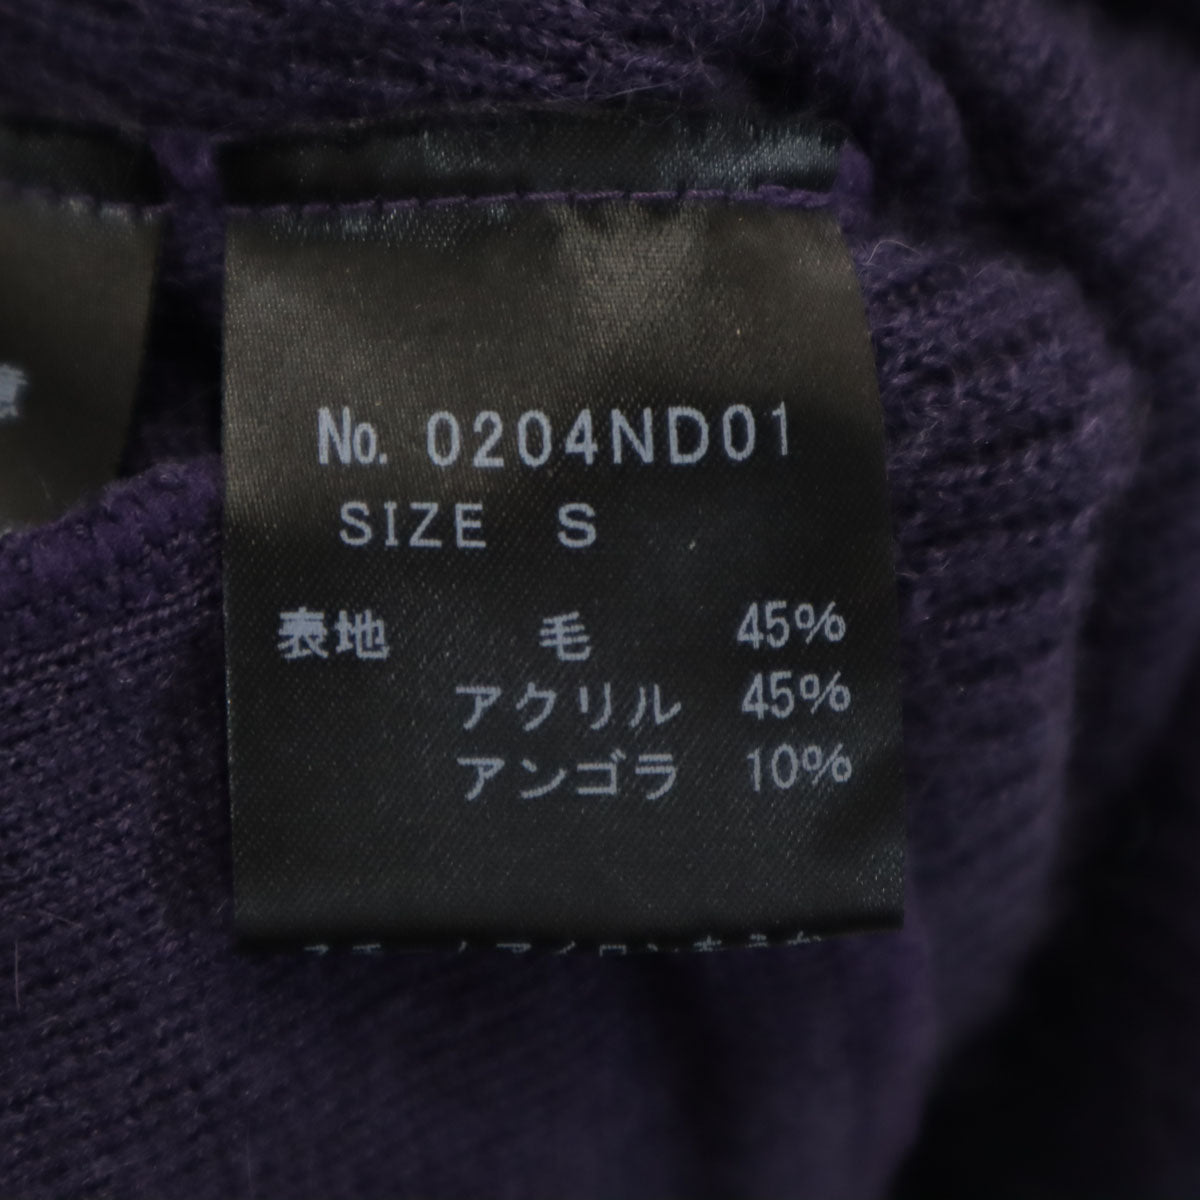 No. 0204ND01
SIZE S
表地 毛 45%
アクリル 45%
アンゴラ 10%